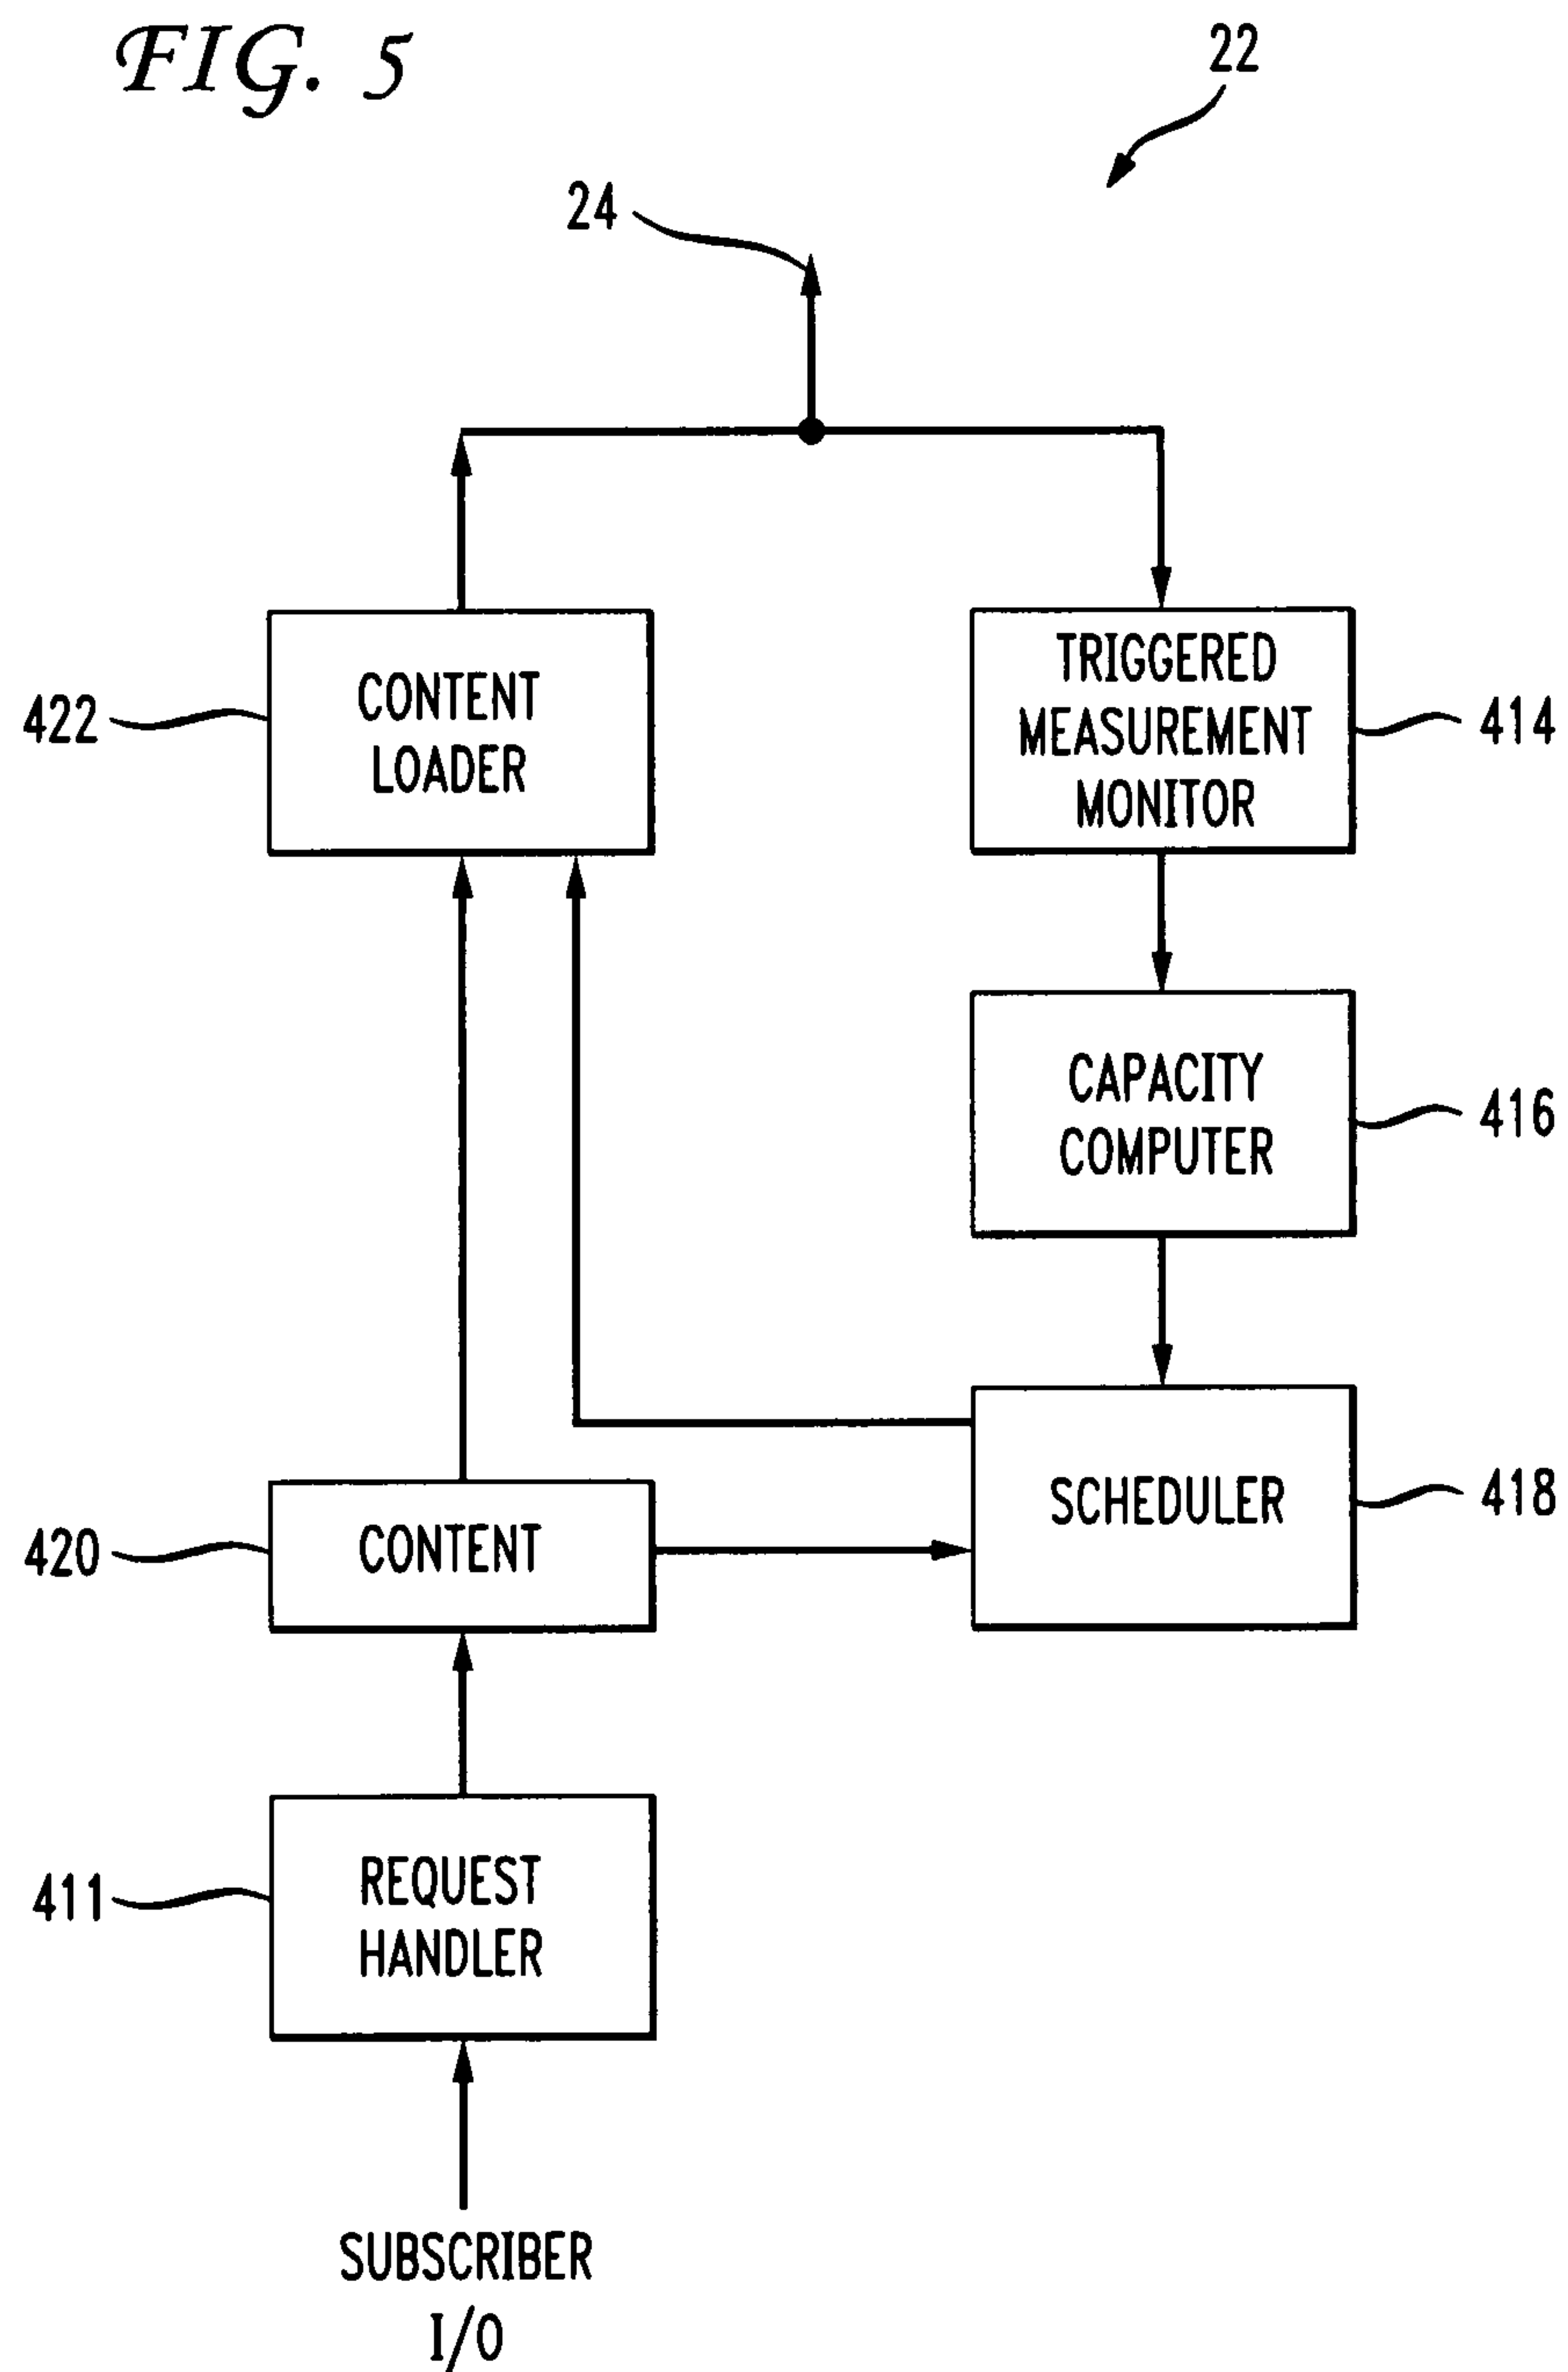 FIG. 5
22
24
CONTENT
LOADER
422
TRIGGERED
MEASUREMENT
MONITOR
414
CAPACITY
COMPUTER
416
SCHEDULER
418
CONTENT
420
REQUEST
HANDLER
411
SUBSCRIBER
I/O